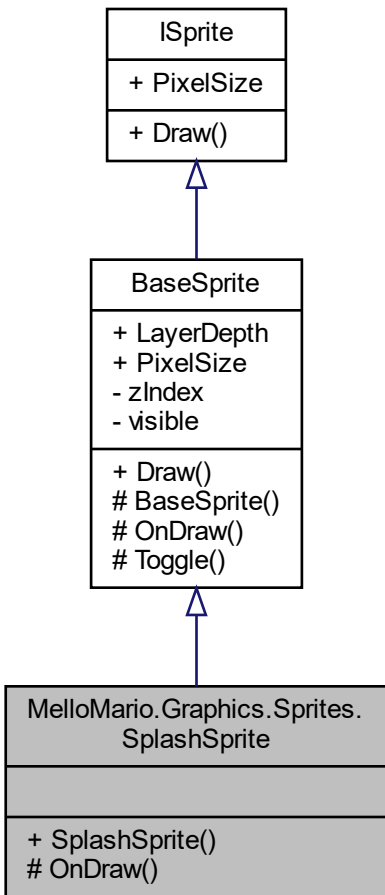 ISprite
+ PixelSize
+ Draw()
BaseSprite
+ LayerDepth
+ PixelSize
- zIndex
- visible
+ Draw()
# BaseSprite()
# OnDraw()
# Toggle()
MelloMario.Graphics.Sprites.
SplashSprite
+ SplashSprite()
# OnDraw()